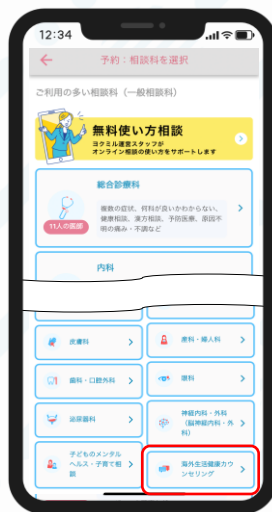 12:34
予約：相談科を選択
ご利用の多い相談科（一般相談科）
無料使い方相談
ヨクミル運営スタッフが
オンライン相談の使い方をサポートします
総合診療科
複数の症状、何科が良いかわからない、
健康相談、漢方相談、予防医療、原因不
明の痛み・不調など
11人の医師
内科
皮膚科
産科・婦人科
歯科・口腔外科
眼科
泌尿器科
神経内科・外科
（脳神経内科・外
科）
子どものメンタル
ヘルス・子育て相
談
海外生活健康カウ
ンセリング